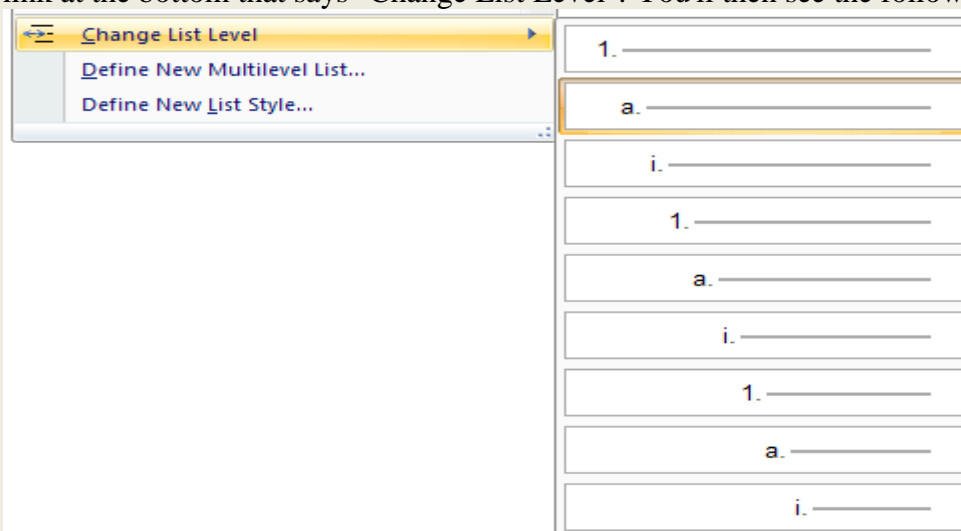 link at the bottom that says "Change List Level". You'll then see the follow
Change List Level
Define New Multilevel List...
Define New List Style...
1.
a.
i.
1.
a.
i.
1.
a.
i.